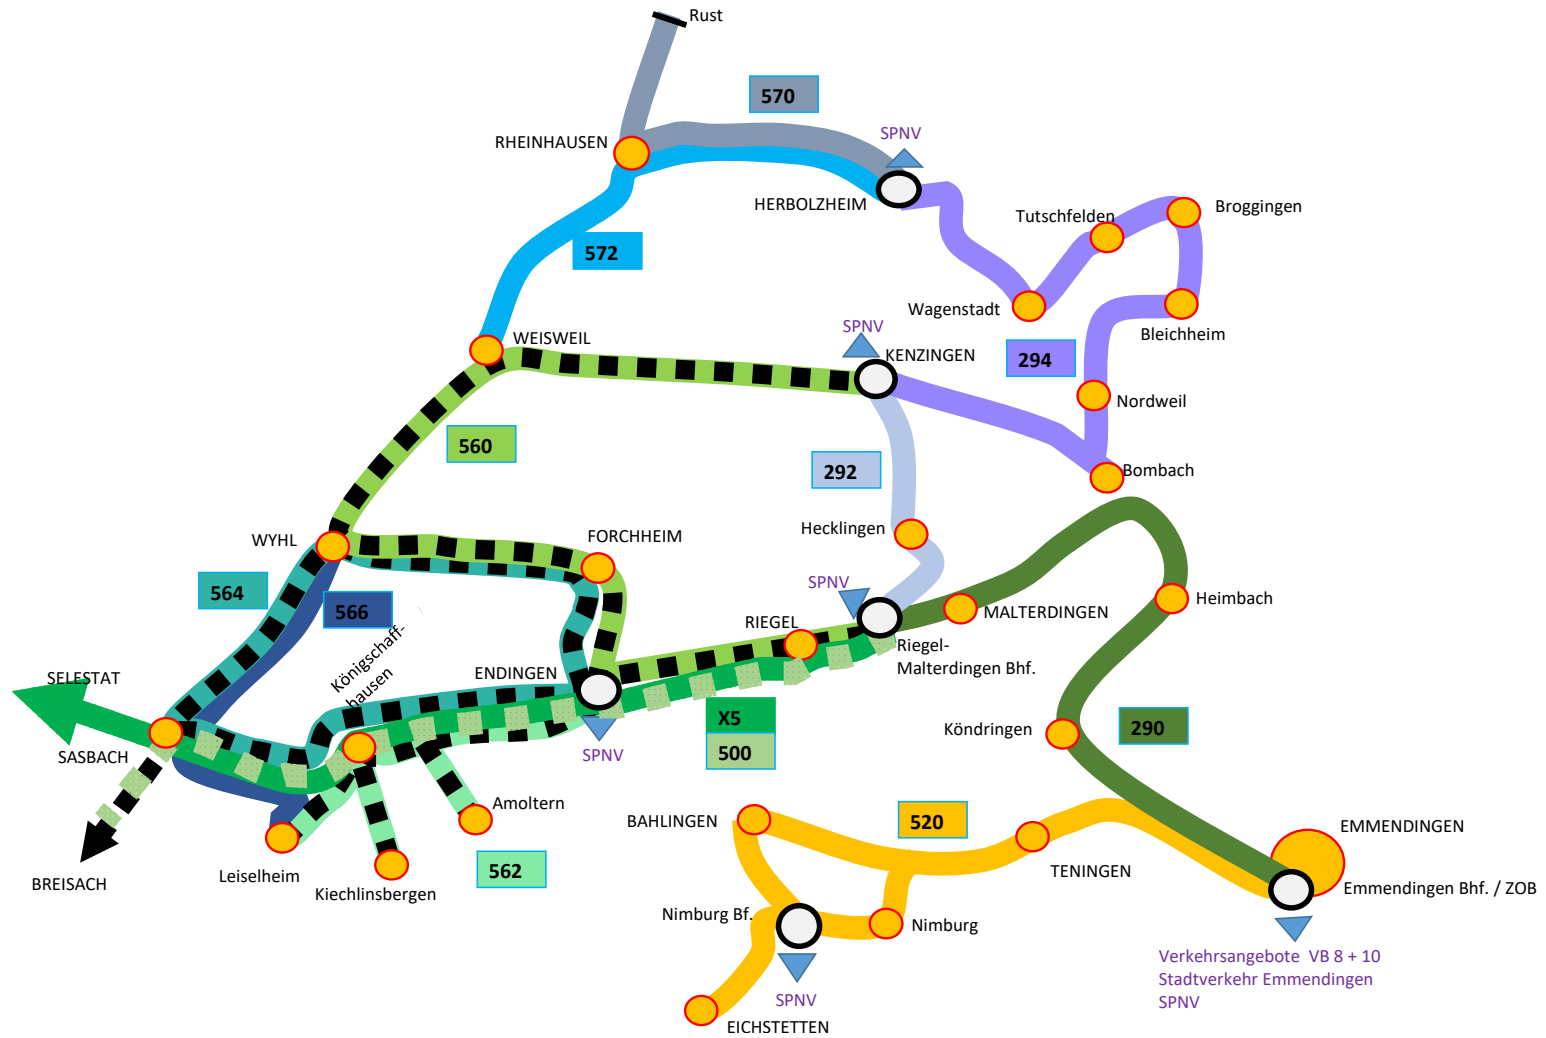 Rust
570
SPNV
RHEINHAUSEN
HERBOLZHEIM
Tutschfelden
Broggingen
572
Wagenstadt
Bleichheim
SPNV
WEISWEIL
KENZINGEN
294
Nordweil
560
292
Bombach
Hecklingen
WYHL
FORCHHEIM
564
566
SPNV
Heimbach
MALTERDINGEN
RIEGEL
Königschaff-
hausen
Riegel-
Malterdingen Bhf.
SELESTAT
ENDINGEN
X5
500
290
Köndringen
SASBACH
SPNV
Amoltern
BAHLINGEN
520
EMMENDINGEN
562
TENINGEN
Leiselheim
BREISACH
Kiechlinsbergen
Emmendingen Bhf. / ZOB
Nimburg Bf.
Nimburg
Verkehrsangebote VB 8 + 10
Stadtverkehr Emmendingen
SPNV
SPNV
EICHSTETTEN